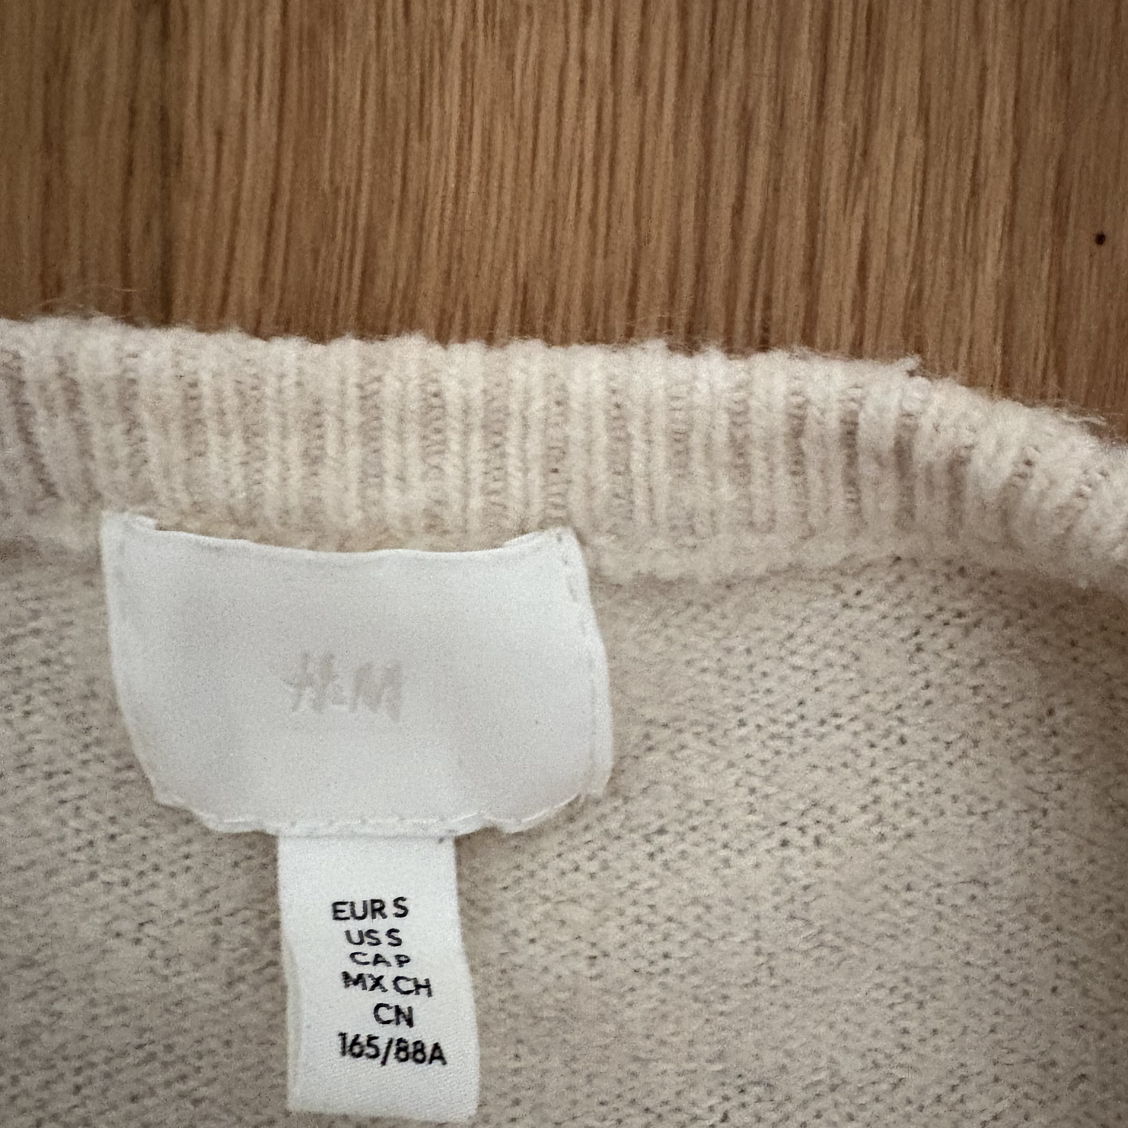 H&M
EUR S
US S
CA P
MX CH
CN
165/88A